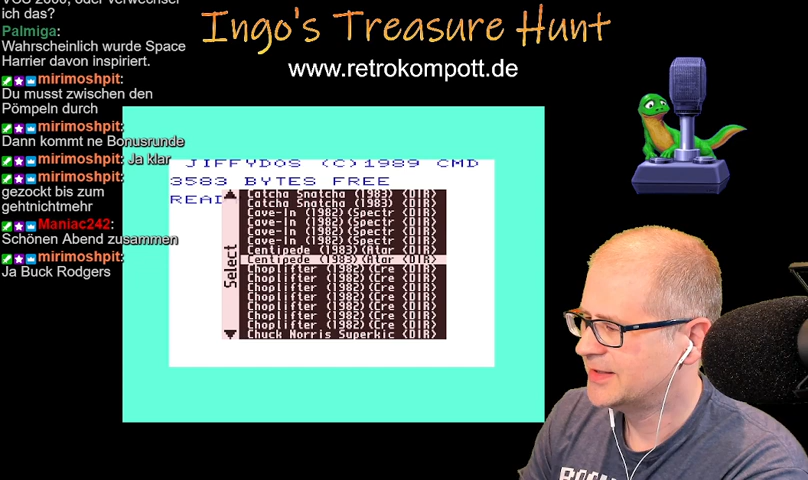 VCS 2600, oder verwechsel
ich das?
Palmiga:
Wahrscheinlich wurde Space
Harrier davon inspiriert.
mirimoshpit:
Du musst zwischen den
Pömpeln durch
mirimoshpit:
Dann kommt ne Bonusrunde
mirimoshpit: Ja klar
mirimoshpit:
gezockt bis zum
gehtnichtmehr
Maniac242:
Schönen Abend zusammen
mirimoshpit:
Ja Buck Rodgers
Ingo's Treasure Hunt
www.retrokompott.de
JIFFYDOS (C)1989 CMD
3583 BYTES FREE
READ
Select
Catcha Snatcha (1983) (DIR)
Catcha Snatcha (1983) (DIR)
Cave-In (1982)(Spectr (DIR)
Cave-In (1982)(Spectr (DIR)
Cave-In (1982)(Spectr (DIR)
Cave-In (1982)(Spectr (DIR)
Centipede (1983)(Atar (DIR)
Centipede (1983)(Atar (DIR)
Choplifter (1982)(Cre (DIR)
Choplifter (1982)(Cre (DIR)
Choplifter (1982)(Cre (DIR)
Choplifter (1982)(Cre (DIR)
Choplifter (1982)(Cre (DIR)
Choplifter (1982)(Cre (DIR)
Choplifter (1982)(Cre (DIR)
Chuck Norris Superkic (DIR)